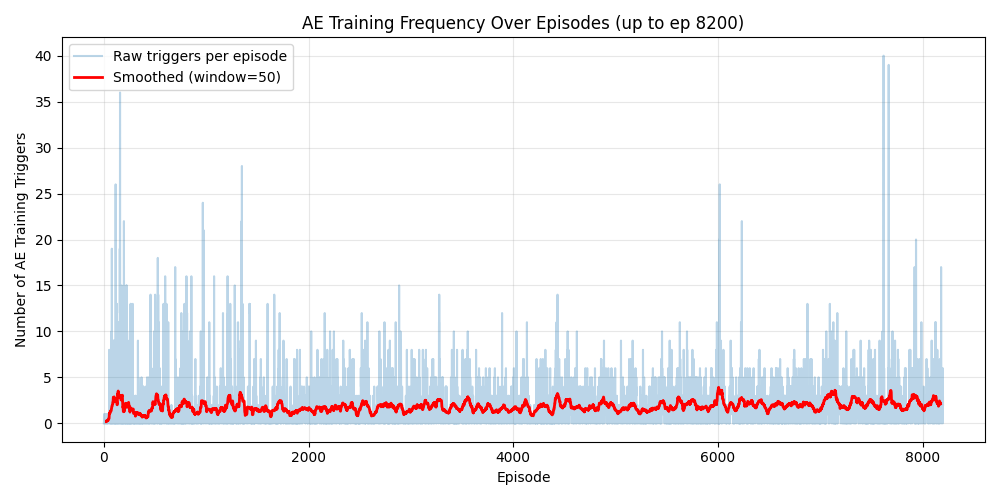 AE Training Frequency Over Episodes (up to ep 8200)
Raw triggers per episode
Smoothed (window=50)
Number of AE Training Triggers
40
35
30
25
20
15
10
5
0
0 2000 4000 6000 8000
Episode